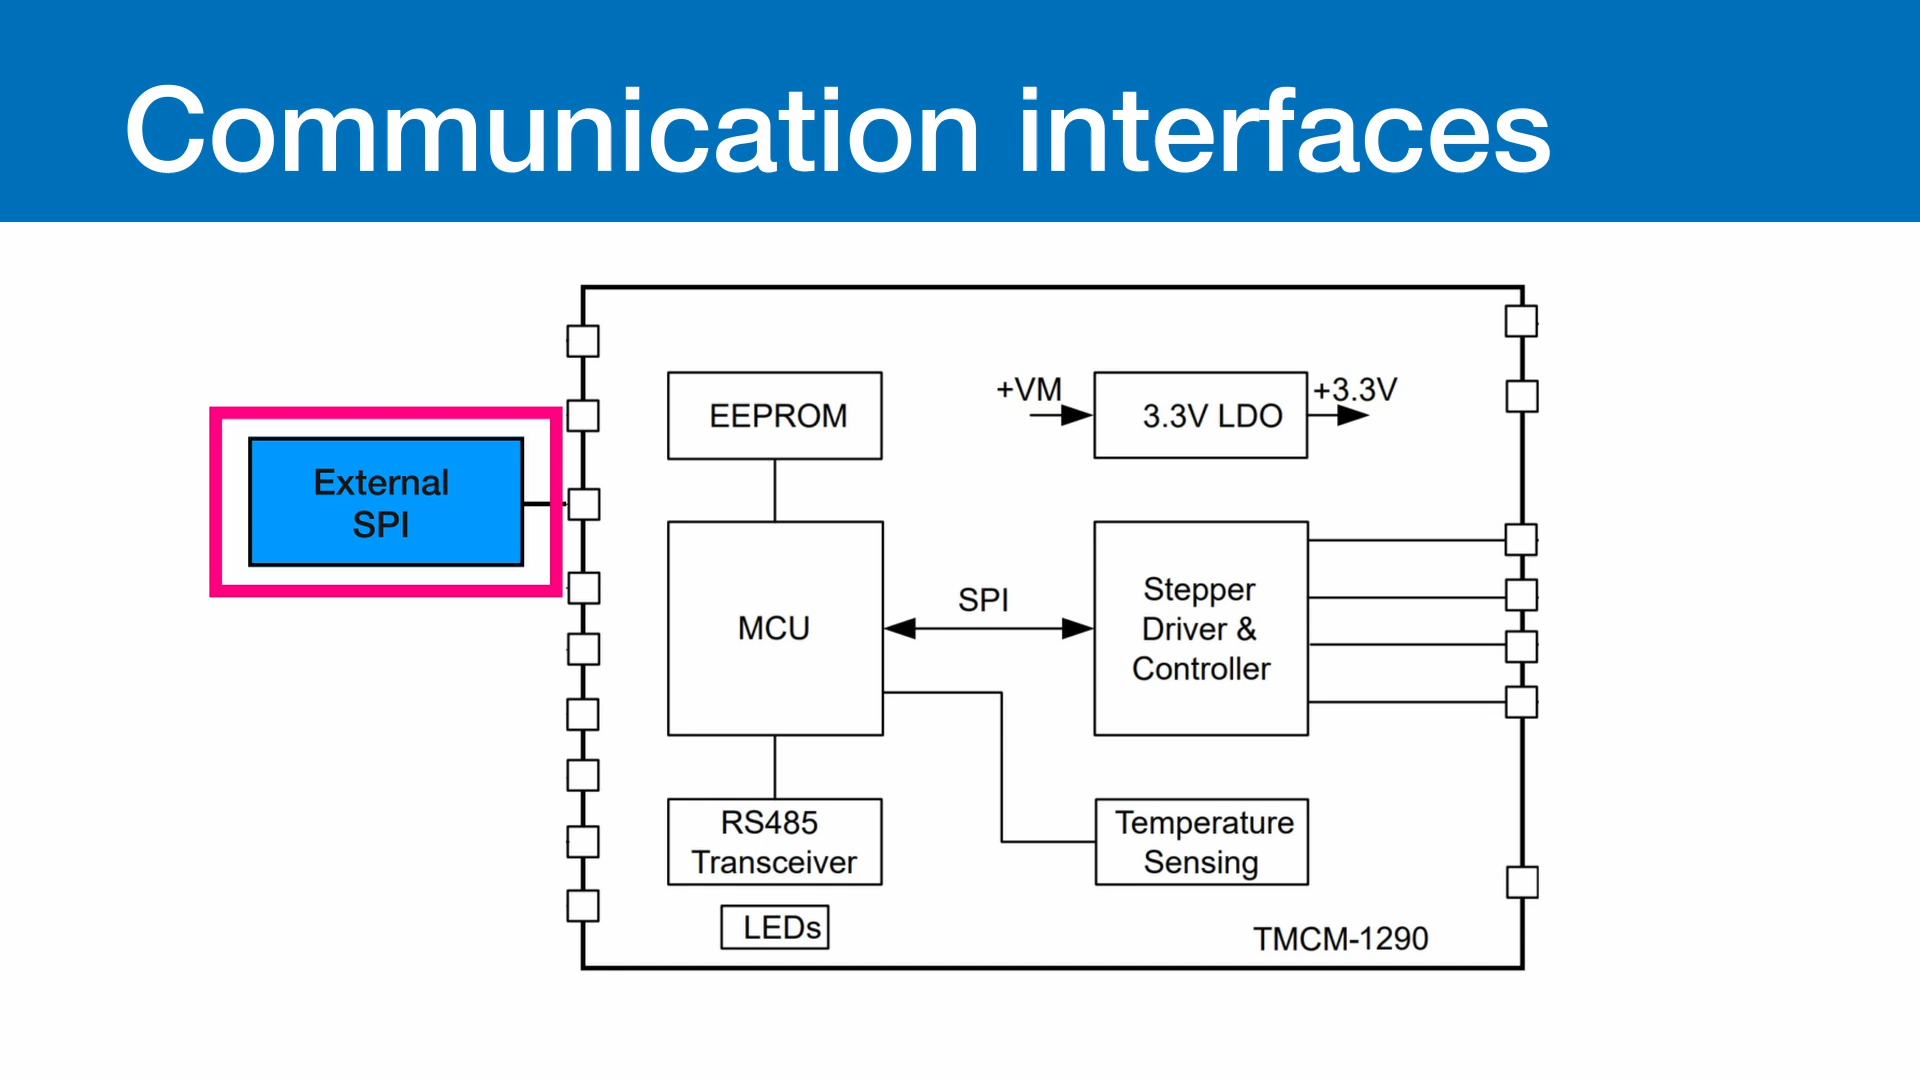 Communication interfaces
+VM
+3.3V
EEPROM
3.3V LDO
External
SPI
SPI
MCU
Stepper
Driver &
Controller
RS485
Transceiver
Temperature
Sensing
LEDs
TMCM-1290